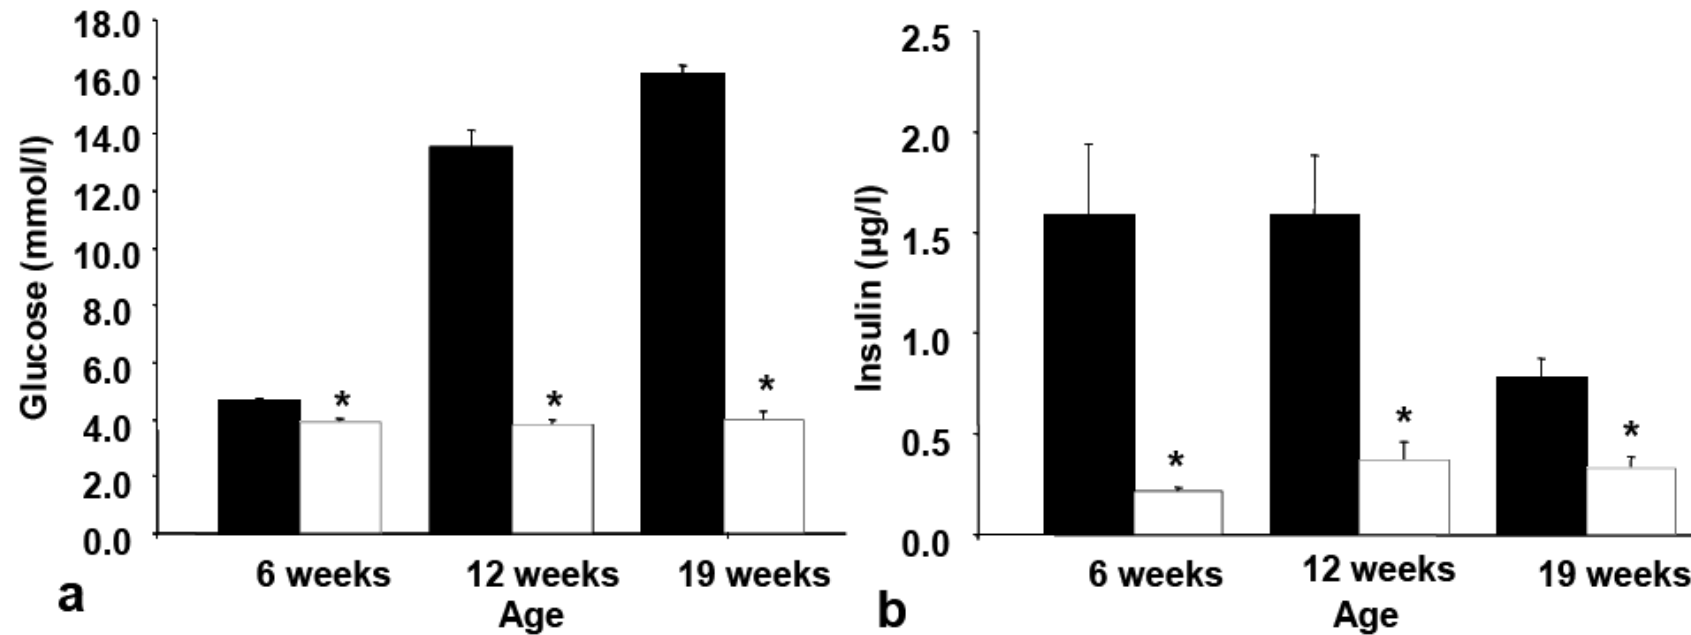 18.0
16.0
14.0
12.0
10.0
8.0
6.0
4.0
2.0
0.0
Glucose (mmol/l)
*
*
*
6 weeks 12 weeks 19 weeks
Age
a
2.5
2.0
1.5
1.0
0.5
0.0
Insulin (µg/l)
*
*
*
6 weeks 12 weeks 19 weeks
Age
b